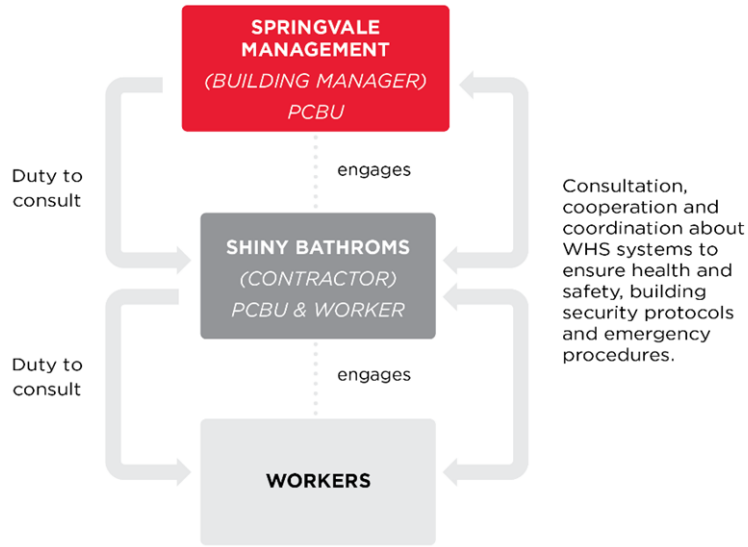 SPRINGVALE
MANAGEMENT
(BUILDING MANAGER)
PCBU
Duty to
consult
engages
SHINY BATHROMS
(CONTRACTOR)
PCBU & WORKER
Consultation,
cooperation and
coordination about
WHS systems to
ensure health and
safety, building
security protocols
and emergency
procedures.
Duty to
consult
engages
WORKERS